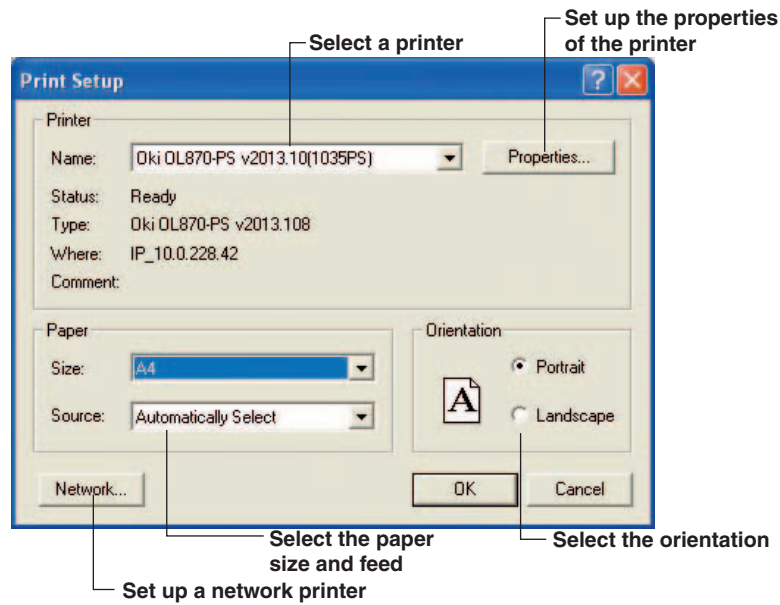 Set up the properties
of the printer
Select a printer
Print Setup
Printer
Name: Oki OL870-PS v2013.10(1035PS) Properties...
Status: Ready
Type: Oki OL870-PS v2013.108
Where: IP_10.0.228.42
Comment:
Paper
Size: A4
Source: Automatically Select
Orientation
A
Portrait
Landscape
Network...
OK
Cancel
Select the paper
size and feed
Select the orientation
Set up a network printer